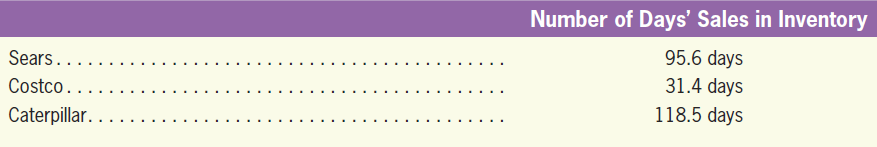 Number of Days' Sales in Inventory
Sears . . . . . . . . . . . . . . . . . . . . . . . . . . . . . . . . . . . . . . . . . . 95.6 days
Costco . . . . . . . . . . . . . . . . . . . . . . . . . . . . . . . . . . . . . . . . . 31.4 days
Caterpillar. . . . . . . . . . . . . . . . . . . . . . . . . . . . . . . . . . . . . . . 118.5 days